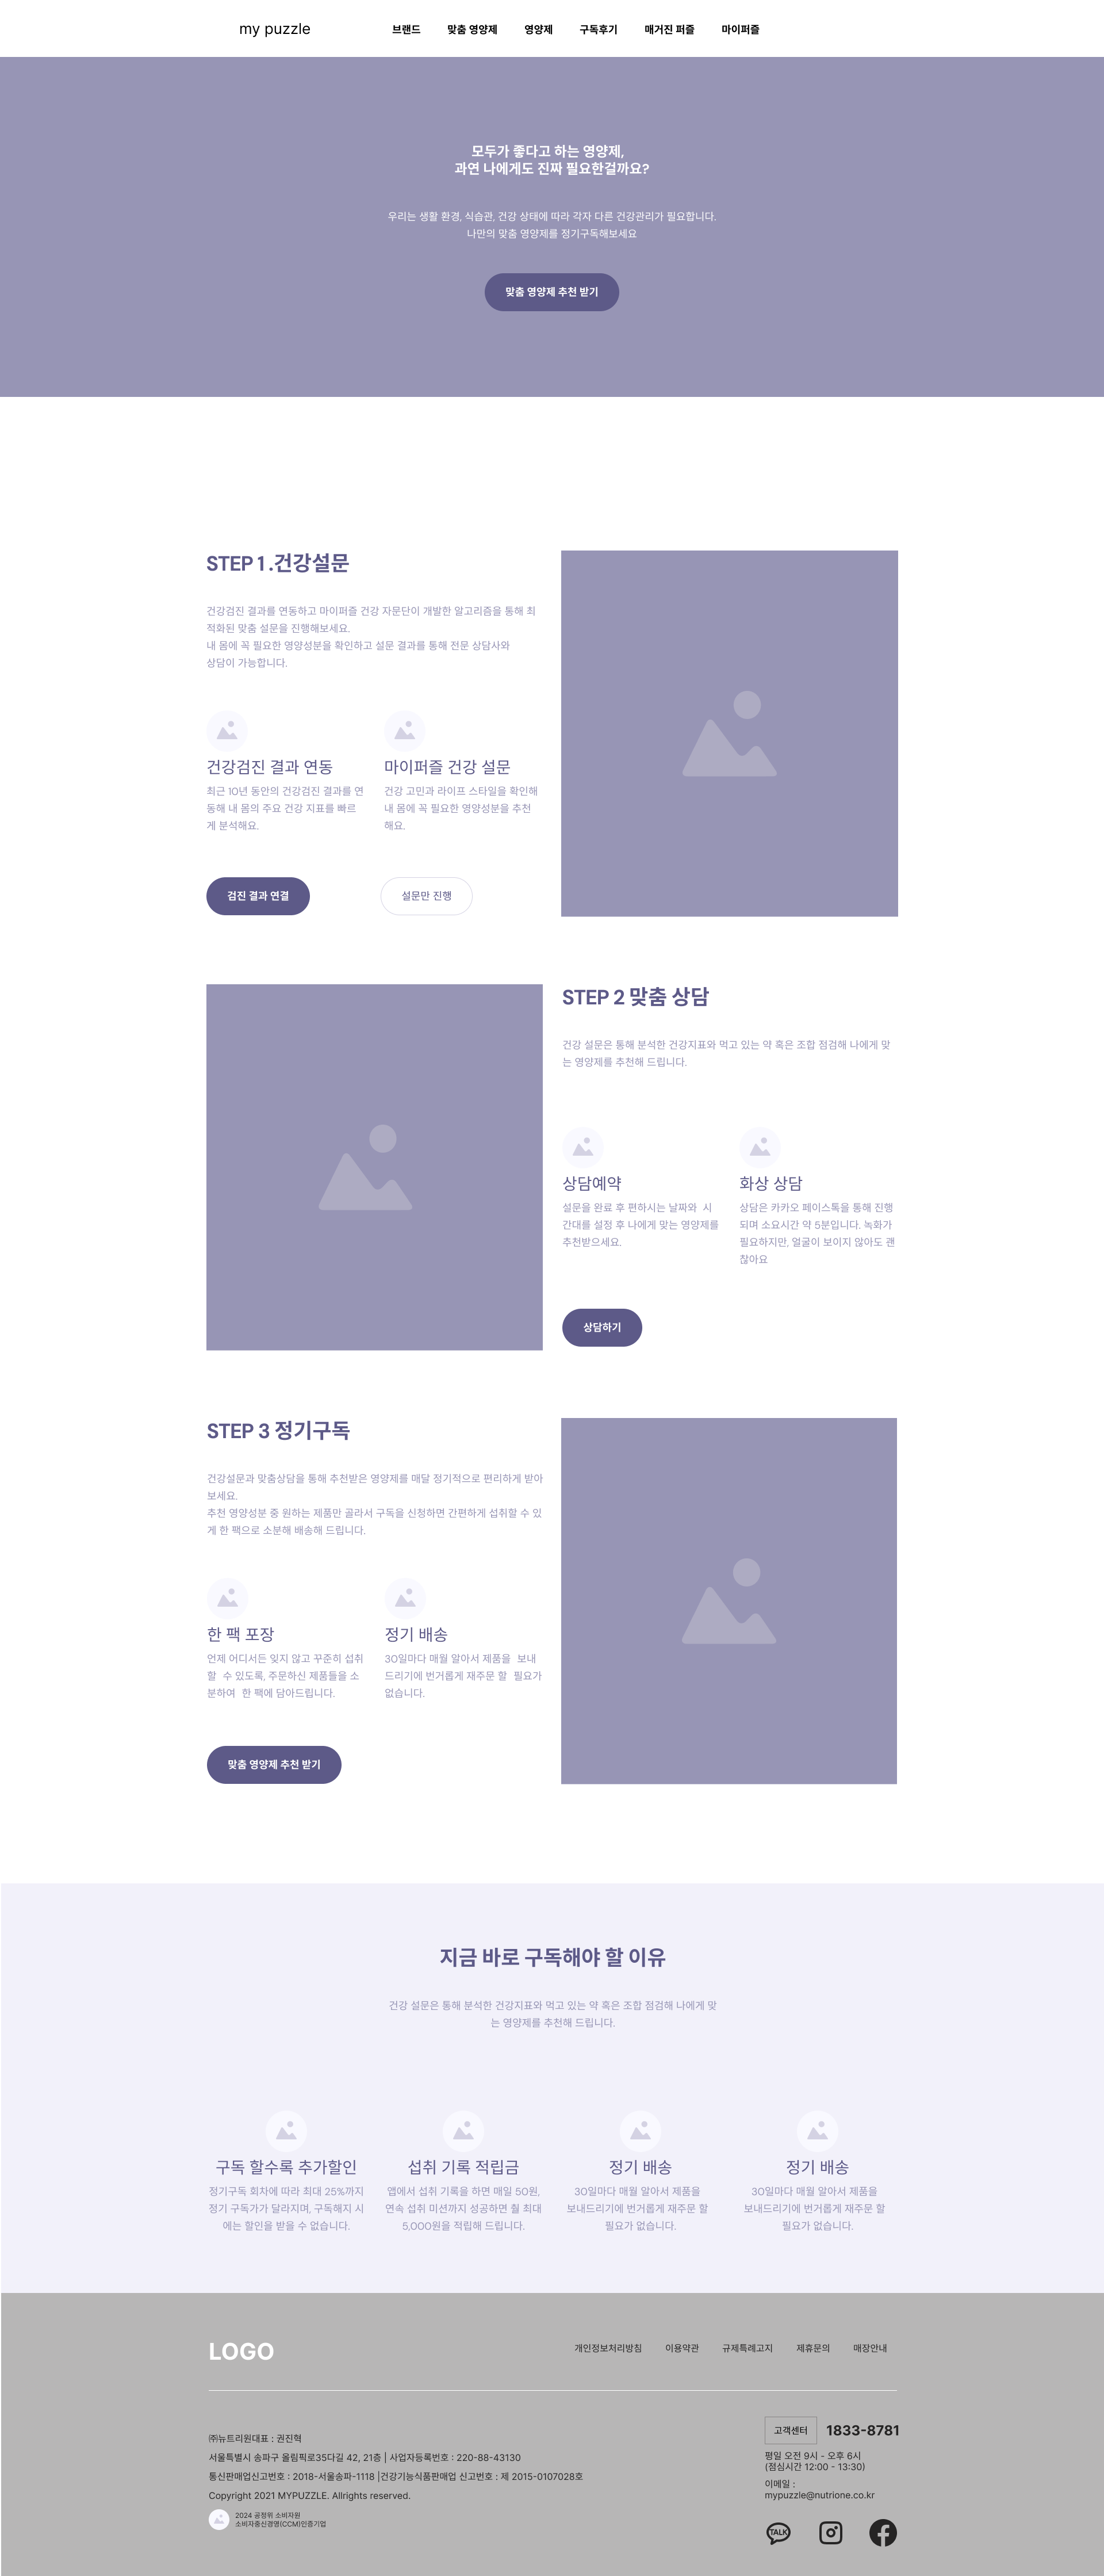 my puzzle
브랜드 맞춤 영양제 영양제 구독후기 매거진 퍼즐 마이퍼즐
모두가 좋다고 하는 영양제,
과연 나에게도 진짜 필요한걸까요?
우리는 생활 환경, 식습관, 건강 상태에 따라 각자 다른 건강관리가 필요합니다.
나만의 맞춤 영양제를 정기구독해보세요
맞춤 영양제 추천 받기
STEP 1 .건강설문
건강검진 결과를 연동하고 마이퍼즐 건강 자문단이 개발한 알고리즘을 통해 최
적화된 맞춤 설문을 진행해보세요.
내 몸에 꼭 필요한 영양성분을 확인하고 설문 결과를 통해 전문 상담사와
상담이 가능합니다.
건강검진 결과 연동
최근 10년 동안의 건강검진 결과를 연
동해 내 몸의 주요 건강 지표를 빠르
게 분석해요.
마이퍼즐 건강 설문
건강 고민과 라이프 스타일을 확인해
내 몸에 꼭 필요한 영양성분을 추천
해요.
검진 결과 연결
설문만 진행
STEP 2 맞춤 상담
건강 설문은 통해 분석한 건강지표와 먹고 있는 약 혹은 조합 점검해 나에게 맞
는 영양제를 추천해 드립니다.
상담예약
설문을 완료 후 편하시는 날짜와 시
간대를 설정 후 나에게 맞는 영양제를
추천받으세요.
화상 상담
상담은 카카오 페이스톡을 통해 진행
되며 소요시간 약 5분입니다. 녹화가
필요하지만, 얼굴이 보이지 않아도 괜
찮아요
상담하기
STEP 3 정기구독
건강설문과 맞춤상담을 통해 추천받은 영양제를 매달 정기적으로 편리하게 받아
보세요.
추천 영양성분 중 원하는 제품만 골라서 구독을 신청하면 간편하게 섭취할 수 있
게 한 팩으로 소분해 배송해 드립니다.
한 팩 포장
언제 어디서든 잊지 않고 꾸준히 섭취
할 수 있도록, 주문하신 제품들을 소
분하여 한 팩에 담아드립니다.
정기 배송
30일마다 매월 알아서 제품을 보내
드리기에 번거롭게 재주문 할 필요가
없습니다.
맞춤 영양제 추천 받기
지금 바로 구독해야 할 이유
건강 설문은 통해 분석한 건강지표와 먹고 있는 약 혹은 조합 점검해 나에게 맞
는 영양제를 추천해 드립니다.
구독 할수록 추가할인
정기구독 회차에 따라 최대 25%까지
정기 구독가가 달라지며, 구독해지 시
에는 할인을 받을 수 없습니다.
섭취 기록 적립금
앱에서 섭취 기록을 하면 매일 50원,
연속 섭취 미션까지 성공하면 월 최대
5,000원을 적립해 드립니다.
정기 배송
30일마다 매월 알아서 제품을
보내드리기에 번거롭게 재주문 할
필요가 없습니다.
정기 배송
30일마다 매월 알아서 제품을
보내드리기에 번거롭게 재주문 할
필요가 없습니다.
LOGO
개인정보처리방침 이용약관 규제특례고지 제휴문의 매장안내
㈜뉴트리원대표 : 권진혁
서울특별시 송파구 올림픽로35다길 42, 21층 | 사업자등록번호 : 220-88-43130
통신판매업신고번호 : 2018-서울송파-1118 |건강기능식품판매업 신고번호 : 제 2015-0107028호
Copyright 2021 MYPUZZLE. Allrights reserved.
2024 공정위 소비자원
소비자중신경영(CCM)인증기업
고객센터 1833-8781
평일 오전 9시 - 오후 6시
(점심시간 12:00 - 13:30)
이메일 :
mypuzzle@nutrione.co.kr
TALK